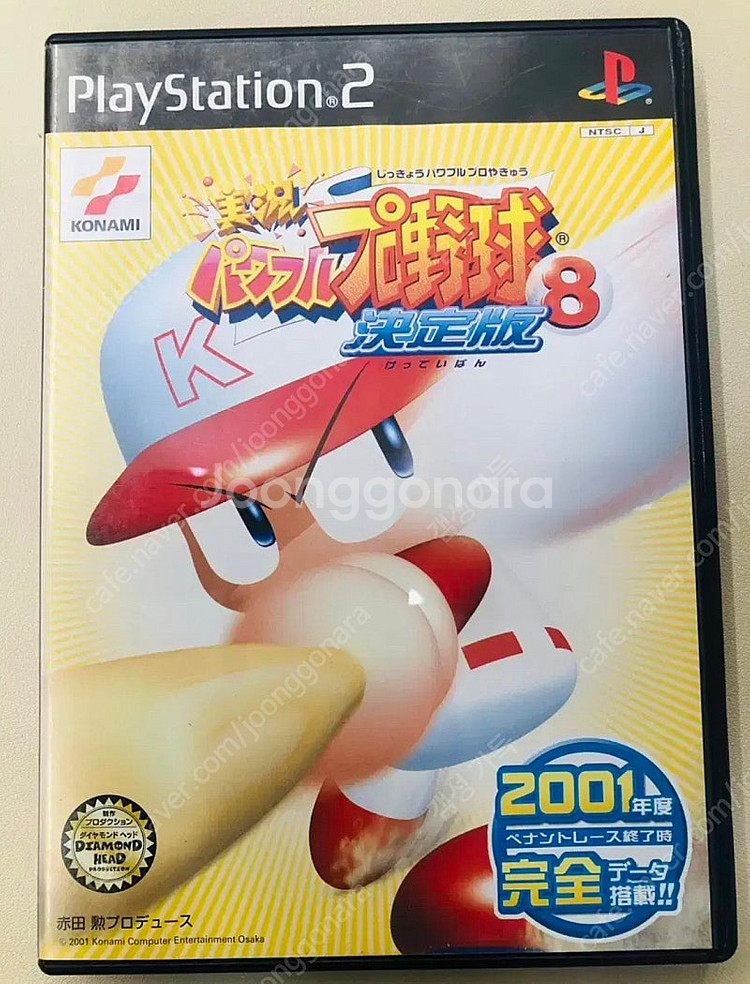 PlayStation®2
NTSC J
KONAMI
じっきょうパワフルプロやきゅう
実況
パワフル
プロ野球®
8
決定版
けっていばん
K
Joonggonara
cafe.naver.com/joonggonara
2001年度
ペナントレース終了時
完全データ
搭載!!
制作
プロダクション
ダイヤモンドヘッド
DIAMOND
HEAD
PRODUCTION
赤田 勲プロデュース
© 2001 Konami Computer Entertainment Osaka